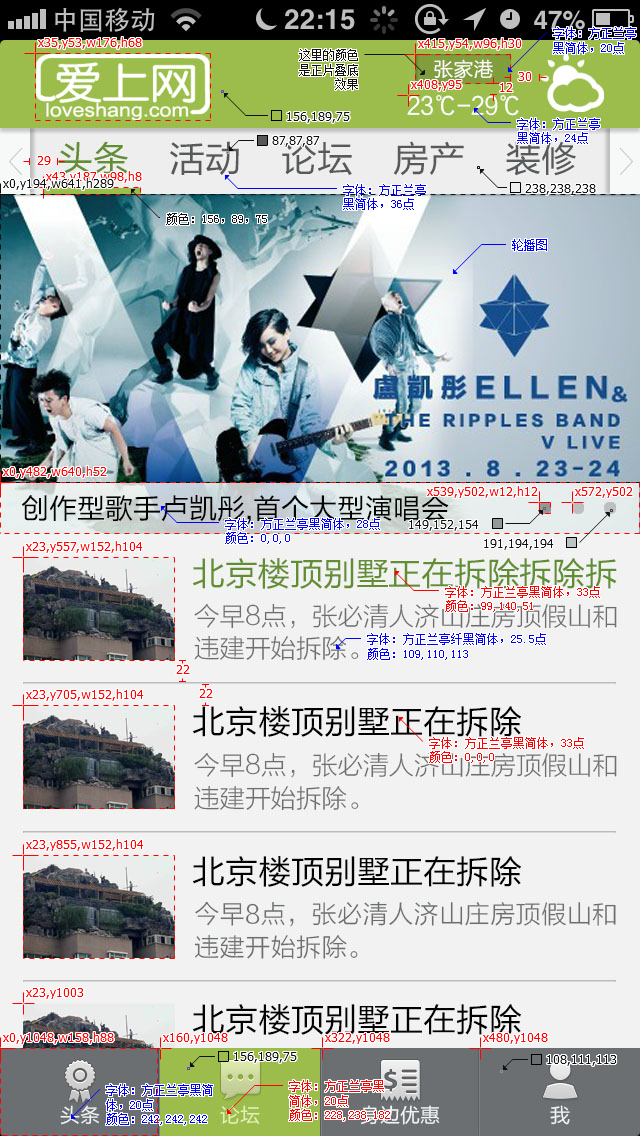 中国移动
22:15
47%
x35,y53,w176,h68
爱上网
loveshang.com
这里的颜色
是正片叠底
效果
x415,y54,w96,h30
张家港
字体：方正兰亭
黑简体，20点
30
12
x408,y95
23℃-29℃
156,189,75
字体：方正兰亭
黑简体，24点
87,87,87
29
头条
活动
论坛
房产
装修
x43,y187,w98,h8
x0,y194,w641,h289
字体：方正兰亭
黑简体，36点
238,238,238
颜色：156，89，75
轮播图
盧凱彤ELLEN&
THE RIPPLES BAND
V LIVE
2013.8.23-24
x0,y482,w640,h52
x539,y502,w12,h12
x572,y502
创作型歌手卢凯彤,首个大型演唱会
字体：方正兰亭黑简体，28点
颜色：0,0,0
149,152,154
191,194,194
x23,y557,w152,h104
北京楼顶别墅正在拆除拆除拆
字体：方正兰亭黑简体，33点
颜色：99,140,51
今早8点，张必清人济山庄房顶假山和
违建开始拆除。
字体：方正兰亭纤黑简体，25.5点
颜色：109,110,113
22
22
x23,y705,w152,h104
北京楼顶别墅正在拆除
字体：方正兰亭黑简体，33点
颜色：0,0,0
今早8点，张必清人济山庄房顶假山和
违建开始拆除。
x23,y855,w152,h104
北京楼顶别墅正在拆除
今早8点，张必清人济山庄房顶假山和
违建开始拆除。
x23,y1003
北京楼顶别墅正在拆除
x0,y1048,w158,h88
x160,y1048
x322,y1048
x480,y1048
156,189,75
108,111,113
字体：方正兰亭黑简
体，20点
颜色：242,242,242
字体：方正兰亭黑
简体，20点
颜色：228,238,182
头条
论坛
身边优惠
我